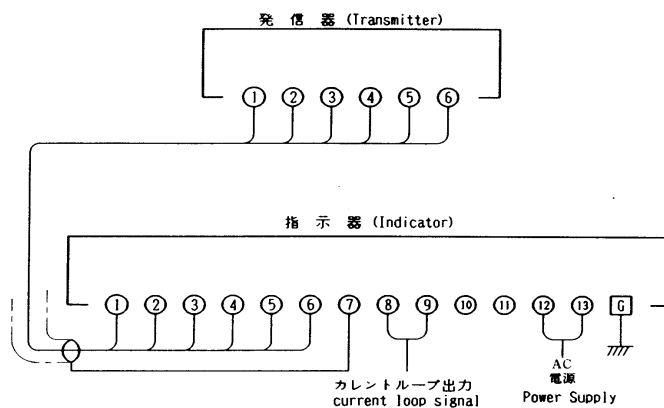 発 信 器 (Transmitter)
① ② ③ ④ ⑤ ⑥
指 示 器 (Indicator)
① ② ③ ④ ⑤ ⑥ ⑦ ⑧ ⑨ ⑩ ⑪ ⑫ ⑬ G
カレントループ出力
current loop signal
AC
電源
Power Supply